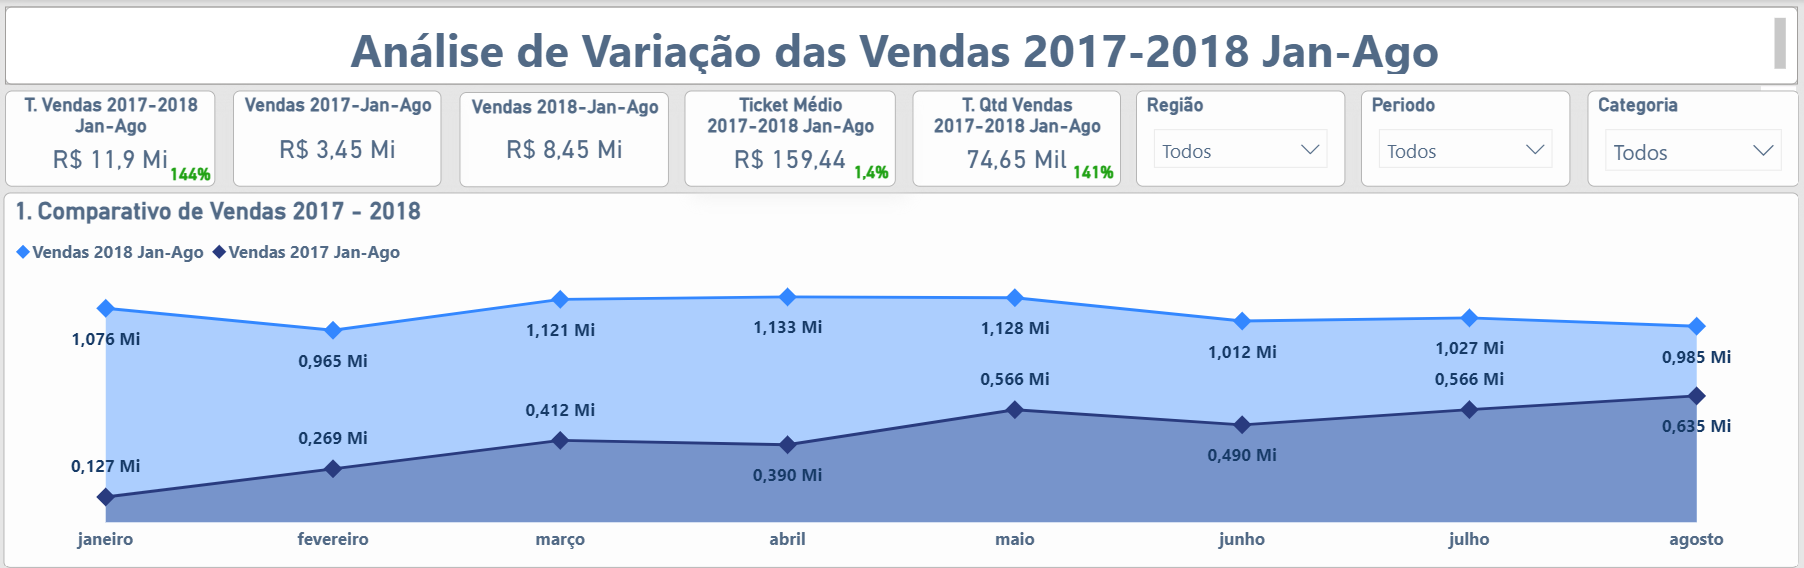 Análise de Variação das Vendas 2017-2018 Jan-Ago
T. Vendas 2017-2018
Jan-Ago
R$ 11,9 Mi
144%
Vendas 2017-Jan-Ago
R$ 3,45 Mi
Vendas 2018-Jan-Ago
R$ 8,45 Mi
Ticket Médio
2017-2018 Jan-Ago
R$ 159,44
1,4%
T. Qtd Vendas
2017-2018 Jan-Ago
74,65 Mil
141%
Região
Todos
Periodo
Todos
Categoria
Todos
1. Comparativo de Vendas 2017 - 2018
Vendas 2018 Jan-Ago
Vendas 2017 Jan-Ago
1,076 Mi
0,965 Mi
1,121 Mi
1,133 Mi
1,128 Mi
1,012 Mi
1,027 Mi
0,985 Mi
0,127 Mi
0,269 Mi
0,412 Mi
0,390 Mi
0,566 Mi
0,490 Mi
0,566 Mi
0,635 Mi
janeiro
fevereiro
março
abril
maio
junho
julho
agosto